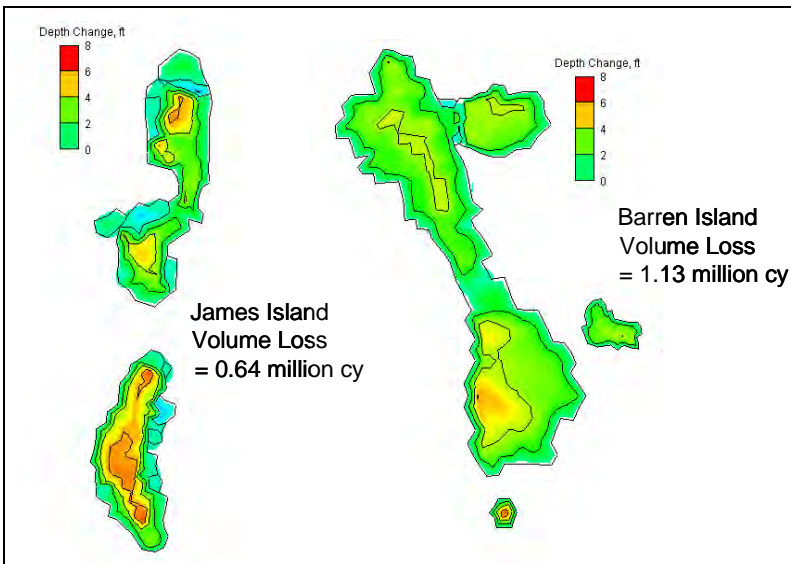 Depth Change, ft
8
6
4
2
0
Depth Change, ft
8
6
4
2
0
Barren Island
Volume Loss
= 1.13 million cy
James Island
Volume Loss
= 0.64 million cy